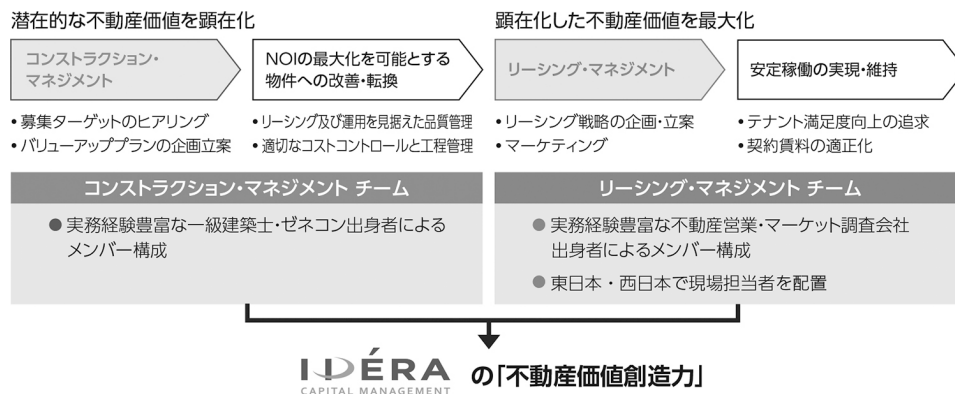 潜在的な不動産価値を顕在化
コンストラクション・
マネジメント
NOIの最大化を可能とする
物件への改善・転換
• 募集ターゲットのヒアリング
• バリューアッププランの企画立案
• リーシング及び運用を見据えた品質管理
• 適切なコストコントロールと工程管理
コンストラクション・マネジメント チーム
● 実務経験豊富な一級建築士・ゼネコン出身者による
メンバー構成
顕在化した不動産価値を最大化
リーシング・マネジメント
安定稼働の実現・維持
• リーシング戦略の企画・立案
• マーケティング
• テナント満足度向上の追求
• 契約賃料の適正化
リーシング・マネジメント チーム
● 実務経験豊富な不動産営業・マーケット調査会社
出身者によるメンバー構成
● 東日本・西日本で現場担当者を配置
IDÉRA
CAPITAL MANAGEMENT
の「不動産価値創造力」